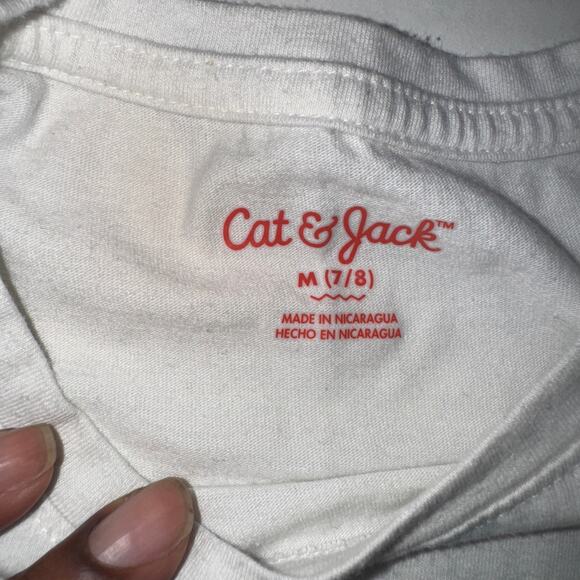 Cat & Jack™
M (7/8)
MADE IN NICARAGUA
HECHO EN NICARAGUA